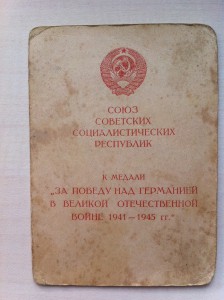 СОЮЗ
СОВЕТСКИХ
СОЦИАЛИСТИЧЕСКИХ
РЕСПУБЛИК
К МЕДАЛИ
„ЗА ПОБЕДУ НАД ГЕРМАНИЕЙ
В ВЕЛИКОЙ ОТЕЧЕСТВЕННОЙ
ВОЙНЕ 1941—1945 гг.“